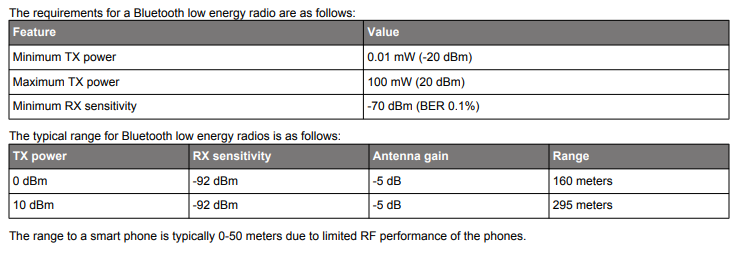 The requirements for a Bluetooth low energy radio are as follows:
Feature Value
Minimum TX power 0.01 mW (-20 dBm)
Maximum TX power 100 mW (20 dBm)
Minimum RX sensitivity -70 dBm (BER 0.1%)
The typical range for Bluetooth low energy radios is as follows:
TX power RX sensitivity Antenna gain Range
0 dBm -92 dBm -5 dB 160 meters
10 dBm -92 dBm -5 dB 295 meters
The range to a smart phone is typically 0-50 meters due to limited RF performance of the phones.